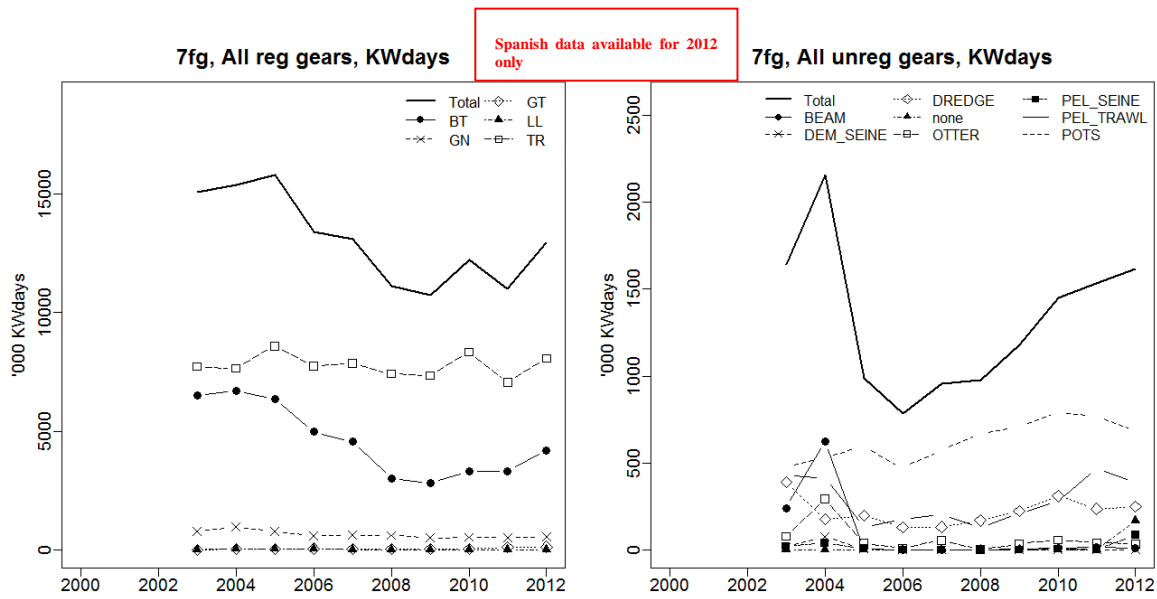 Spanish data available for 2012
only
7fg, All reg gears, KWdays
Total GT
BT LL
GN TR
'000 KWdays
15000
10000
5000
0
2000 2002 2004 2006 2008 2010 2012
7fg, All unreg gears, KWdays
Total DREDGE PEL_SEINE
BEAM none PEL_TRAWL
DEM_SEINE OTTER POTS
'000 KWdays
2500
2000
1500
1000
500
0
2000 2002 2004 2006 2008 2010 2012